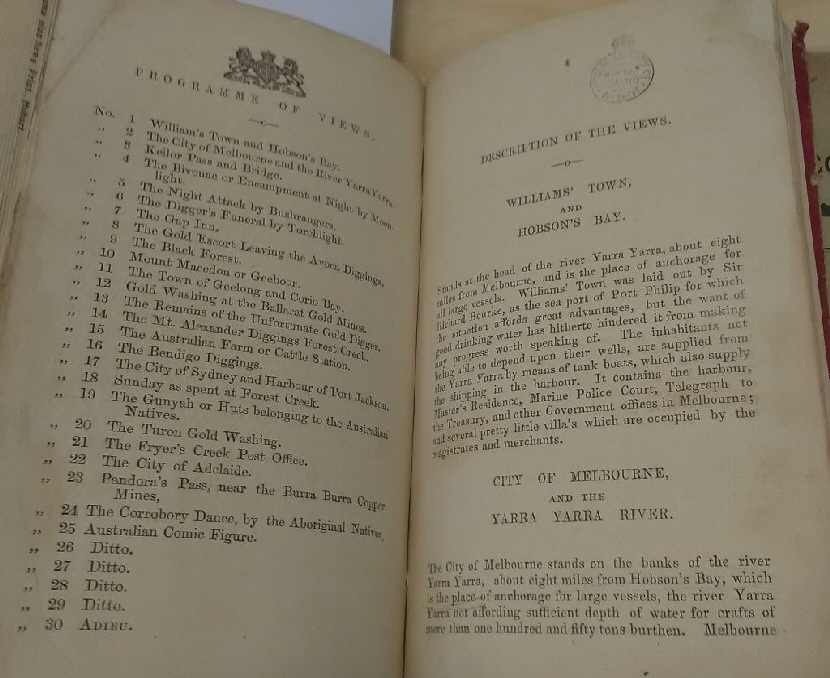 PROGRAMME OF VIEWS.
No. 1 William's Town and Hobson's Bay.
„ 2 The City of Melbourne and the River Yarra Yarra.
„ 3 Keilor Pass and Bridge.
„ 4 The Bivouac or Encampment at Night by Moon-
light.
„ 5 The Night Attack by Bushrangers.
„ 6 The Digger's Funeral by Torchlight.
„ 7 The Gap Inn.
„ 8 The Gold Escort Leaving the Avoca Diggings.
„ 9 The Black Forest.
„ 10 Mount Macedon or Geebour.
„ 11 The Town of Geelong and Corio Bay.
„ 12 Gold Washing at the Ballarat Gold Mines.
„ 13 The Remains of the Unforunate Gold Digger.
„ 14 The Mt. Alexander Diggings Forest Creek.
„ 15 The Australian Farm or Cattle Station.
„ 16 The Bendigo Diggings.
„ 17 The City of Sydney and Harbour of Port Jackson.
„ 18 Sunday as spent at Forest Creek.
„ 19 The Gunyah or Huts belonging to the Australian
Natives.
„ 20 The Turon Gold Washing.
„ 21 The Fryer's Creek Post Office.
„ 22 The City of Adelaide.
„ 23 Pandora's Pass, near the Burra Burra Copper
Mines,
„ 24 The Corrobory Dance, by the Aboriginal Natives.
„ 25 Australian Comic Figure.
„ 26 Ditto.
„ 27 Ditto.
„ 28 Ditto.
„ 29 Ditto.
„ 30 ADIEU.
DESCRIPTION OF THE VIEWS.
WILLIAMS' TOWN,
AND
HOBSON'S BAY.
Stands at the head of the river Yarra Yarra, about eight
miles from Melbourne, and is the place of anchorage for
all large vessels. Williams' Town was laid out by Sir
Richard Bourke, as the sea port of Port Philip for which
the situation affords great advantages, but the want of
good drinking water has hitherto hindered it from making
any progress worth speaking of. The inhabitants not
being able to depend upon their wells, are supplied from
the Yarra Yarra by means of tank boats, which also supply
the shipping in the harbour. It contains the harbour,
Master's Residence, Marine Police Court, Telegraph to
the Treasury, and other Government offices in Melbourne;
and several pretty little villa's which are occupied by the
magistrates and merchants.
CITY OF MELBOURNE,
AND THE
YARRA YARRA RIVER.
The City of Melbourne stands on the banks of the river
Yarra Yarra, about eight miles from Hobson's Bay, which
is the place of anchorage for large vessels, the river Yarra
Yarra not affording sufficient depth of water for crafts of
more than one hundred and fifty tons burthen. Melbourne